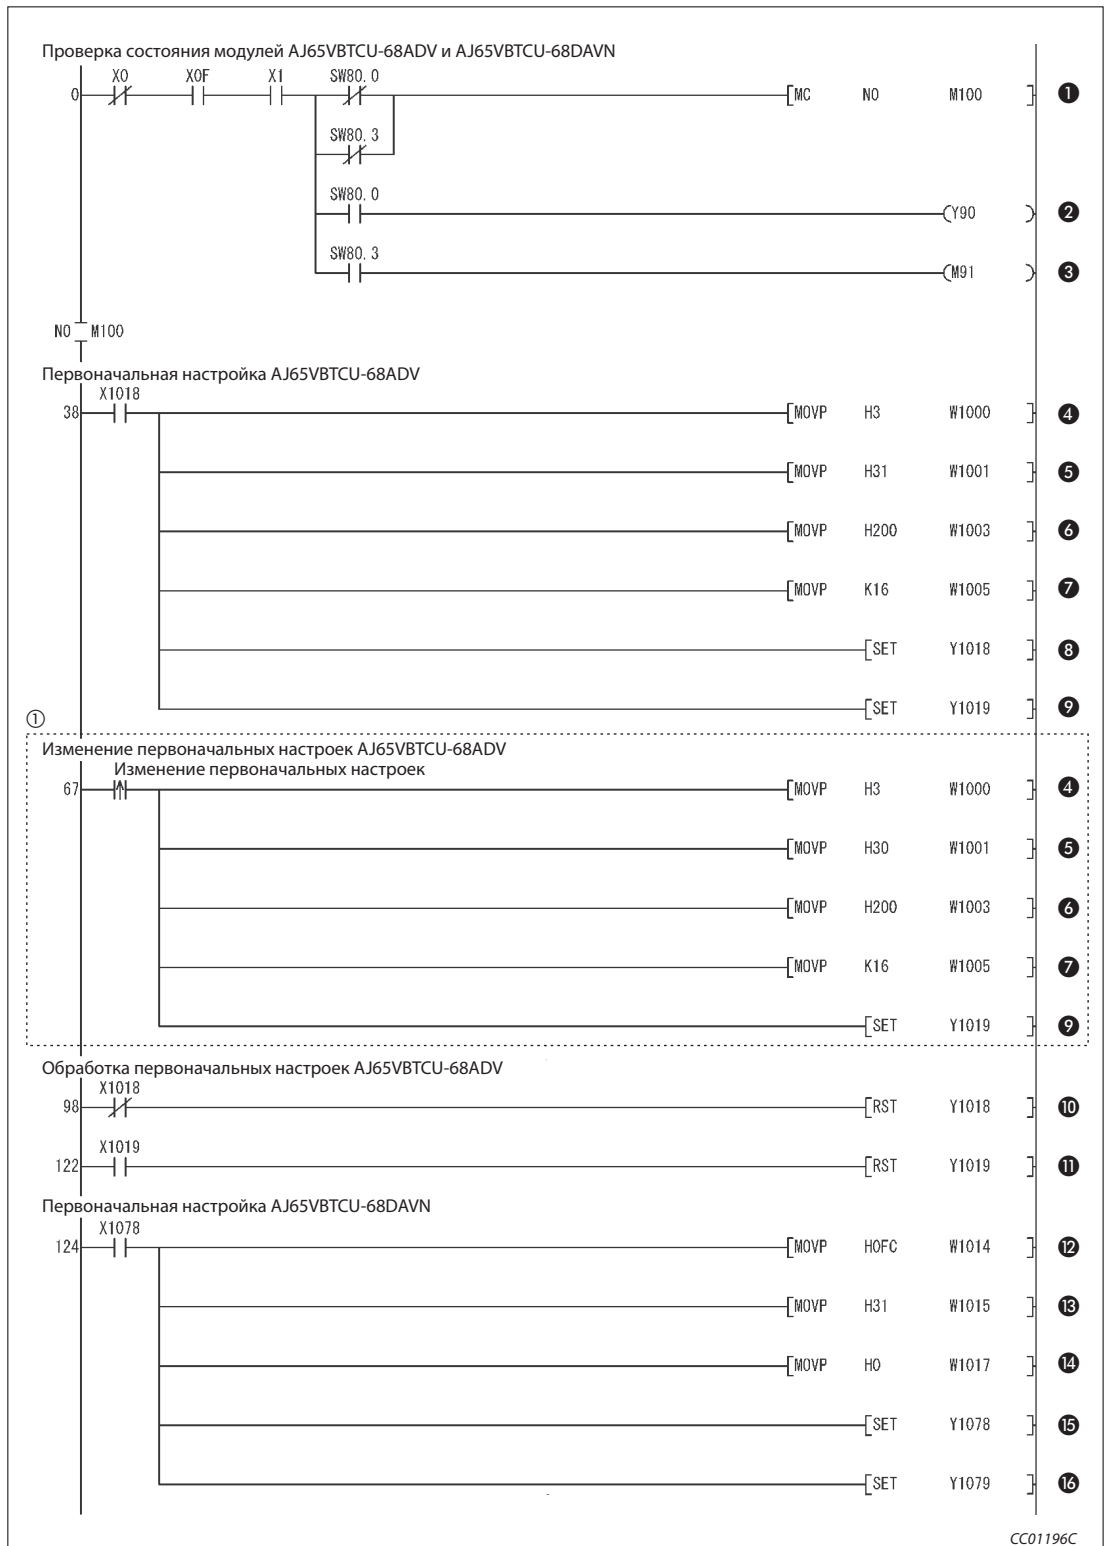 Проверка состояния модулей AJ65VBTCU-68ADV и AJ65VBTCU-68DAVN
X0 X0F X1 SW80.0
0 [MC N0 M100 ] ❶
SW80.3
SW80.0
(Y90 ) ❷
SW80.3
(M91 ) ❸
N0 M100
Первоначальная настройка AJ65VBTCU-68ADV
X1018
38 [MOVP H3 W1000 ] ❹
[MOVP H31 W1001 ] ❺
[MOVP H200 W1003 ] ❻
[MOVP K16 W1005 ] ❼
[SET Y1018 ] ❽
[SET Y1019 ] ❾
①
Изменение первоначальных настроек AJ65VBTCU-68ADV
Изменение первоначальных настроек
67 [MOVP H3 W1000 ] ❹
[MOVP H30 W1001 ] ❺
[MOVP H200 W1003 ] ❻
[MOVP K16 W1005 ] ❼
[SET Y1019 ] ❾
Обработка первоначальных настроек AJ65VBTCU-68ADV
X1018
98 [RST Y1018 ] ❿
X1019
122 [RST Y1019 ] ⓫
Первоначальная настройка AJ65VBTCU-68DAVN
X1078
124 [MOVP H0FC W1014 ] ⓬
[MOVP H31 W1015 ] ⓭
[MOVP H0 W1017 ] ⓮
[SET Y1078 ] ⓯
[SET Y1079 ] ⓰
CC01196C